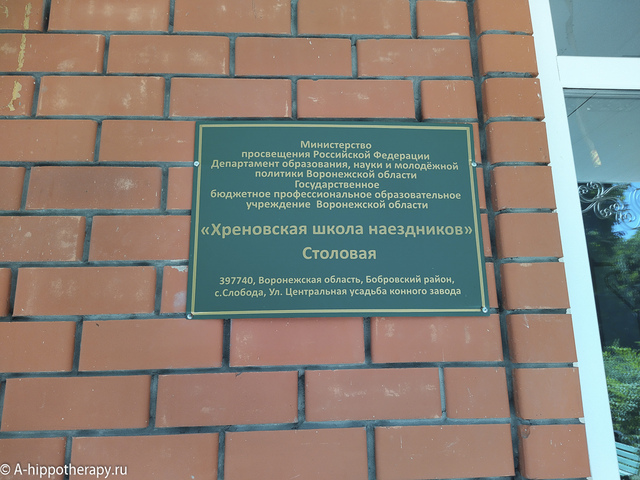 Министерство
просвещения Российской Федерации
Департамент образования, науки и молодёжной
политики Воронежской области
Государственное
бюджетное профессиональное образовательное
учреждение Воронежской области
«Хреновская школа наездников»
Столовая
397740, Воронежская область, Бобровский район,
с.Слобода, Ул. Центральная усадьба конного завода
© A-hippotherapy.ru